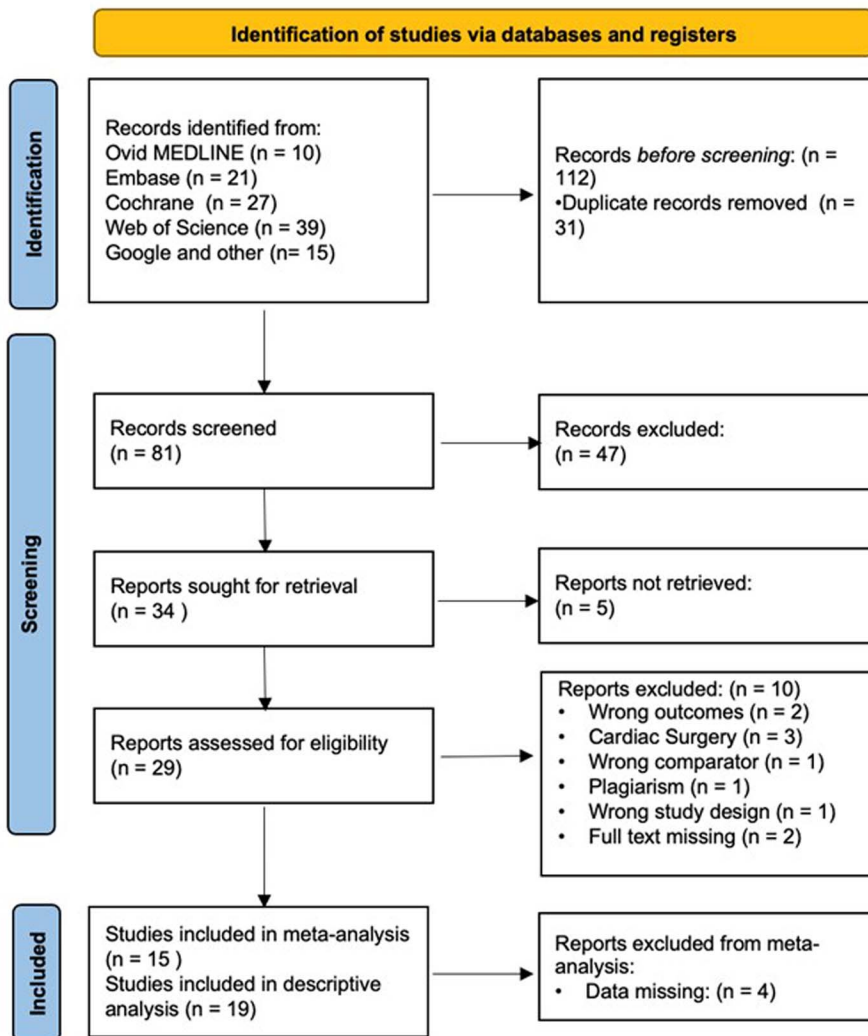 Identification of studies via databases and registers
Identification
Records identified from:
Ovid MEDLINE (n = 10)
Embase (n = 21)
Cochrane (n = 27)
Web of Science (n = 39)
Google and other (n= 15)
Records before screening: (n =
112)
•Duplicate records removed (n =
31)
Screening
Records screened
(n = 81)
Records excluded:
(n = 47)
Reports sought for retrieval
(n = 34 )
Reports not retrieved:
(n = 5)
Reports assessed for eligibility
(n = 29)
Reports excluded: (n = 10)
• Wrong outcomes (n = 2)
• Cardiac Surgery (n = 3)
• Wrong comparator (n = 1)
• Plagiarism (n = 1)
• Wrong study design (n = 1)
• Full text missing (n = 2)
Included
Studies included in meta-analysis
(n = 15 )
Studies included in descriptive
analysis (n = 19)
Reports excluded from meta-
analysis:
• Data missing: (n = 4)